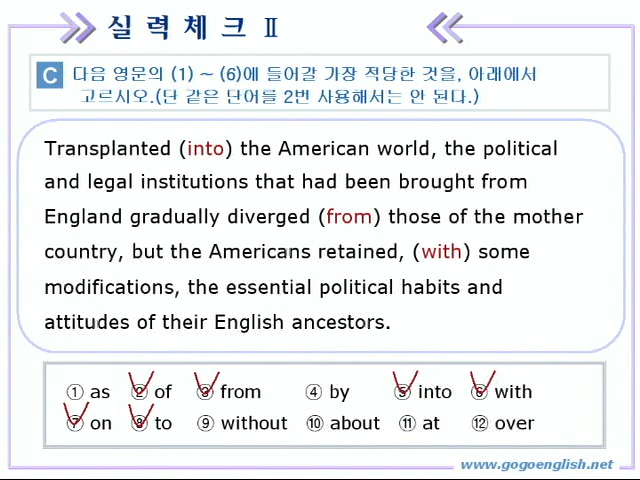 실 력 체 크 Ⅱ
C 다음 영문의 (1) ~ (6)에 들어갈 가장 적당한 것을, 아래에서
고르시오.(단 같은 단어를 2번 사용해서는 안 된다.)
Transplanted (into) the American world, the political
and legal institutions that had been brought from
England gradually diverged (from) those of the mother
country, but the Americans retained, (with) some
modifications, the essential political habits and
attitudes of their English ancestors.
① as ② of ③ from ④ by ⑤ into ⑥ with
⑦ on ⑧ to ⑨ without ⑩ about ⑪ at ⑫ over
www.gogoenglish.net